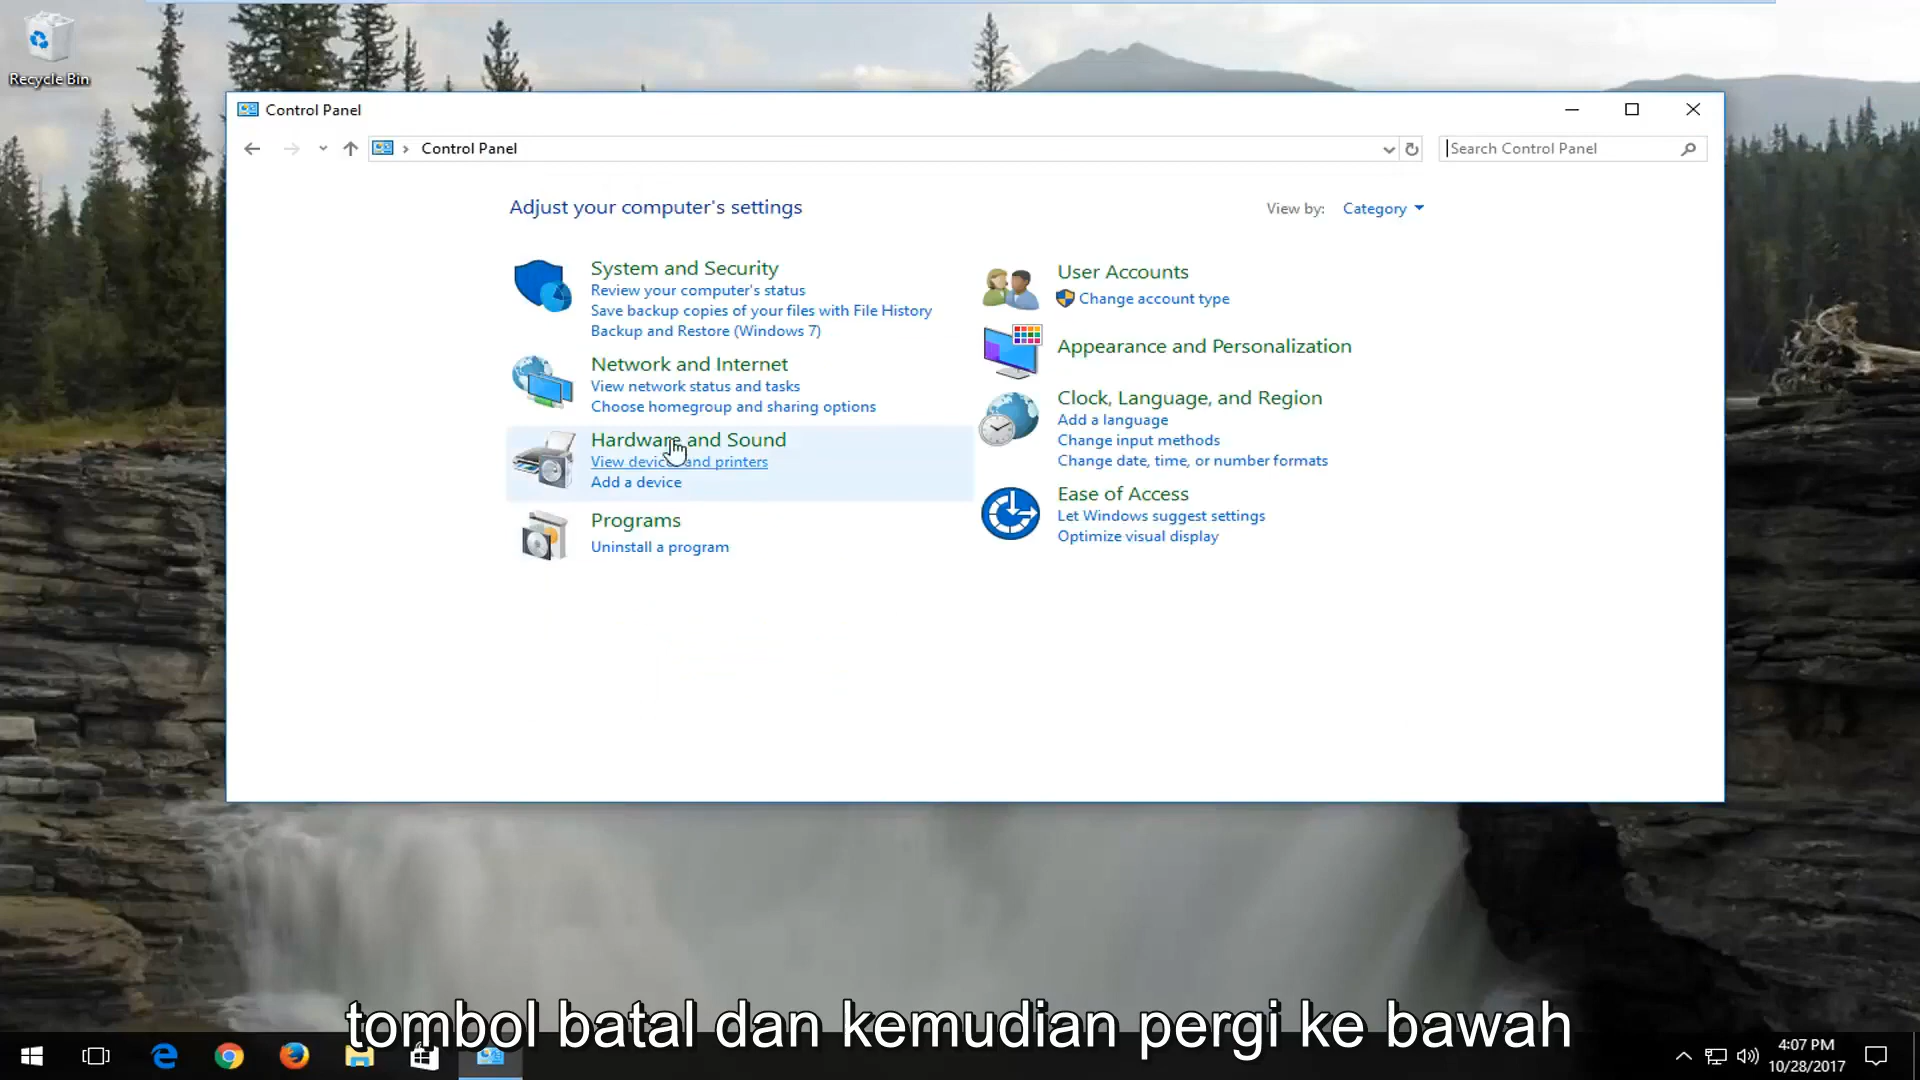 Recycle Bin
Control Panel
Control Panel
Search Control Panel
Adjust your computer's settings
View by: Category
System and Security
Review your computer's status
Save backup copies of your files with File History
Backup and Restore (Windows 7)
Network and Internet
View network status and tasks
Choose homegroup and sharing options
Hardware and Sound
View devices and printers
Add a device
Programs
Uninstall a program
User Accounts
Change account type
Appearance and Personalization
Clock, Language, and Region
Add a language
Change input methods
Change date, time, or number formats
Ease of Access
Let Windows suggest settings
Optimize visual display
tombol batal dan kemudian pergi ke bawah
4:07 PM
10/28/2017